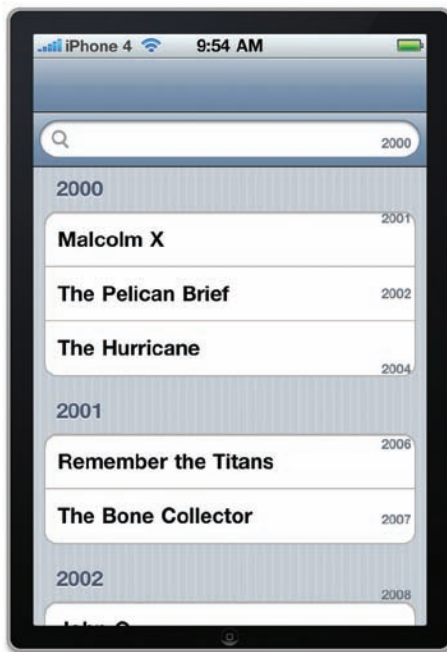 iPhone 4 9:54 AM
2000
2000
2001
Malcolm X
The Pelican Brief 2002
The Hurricane
2004
2001
2006
Remember the Titans
The Bone Collector 2007
2002
2008